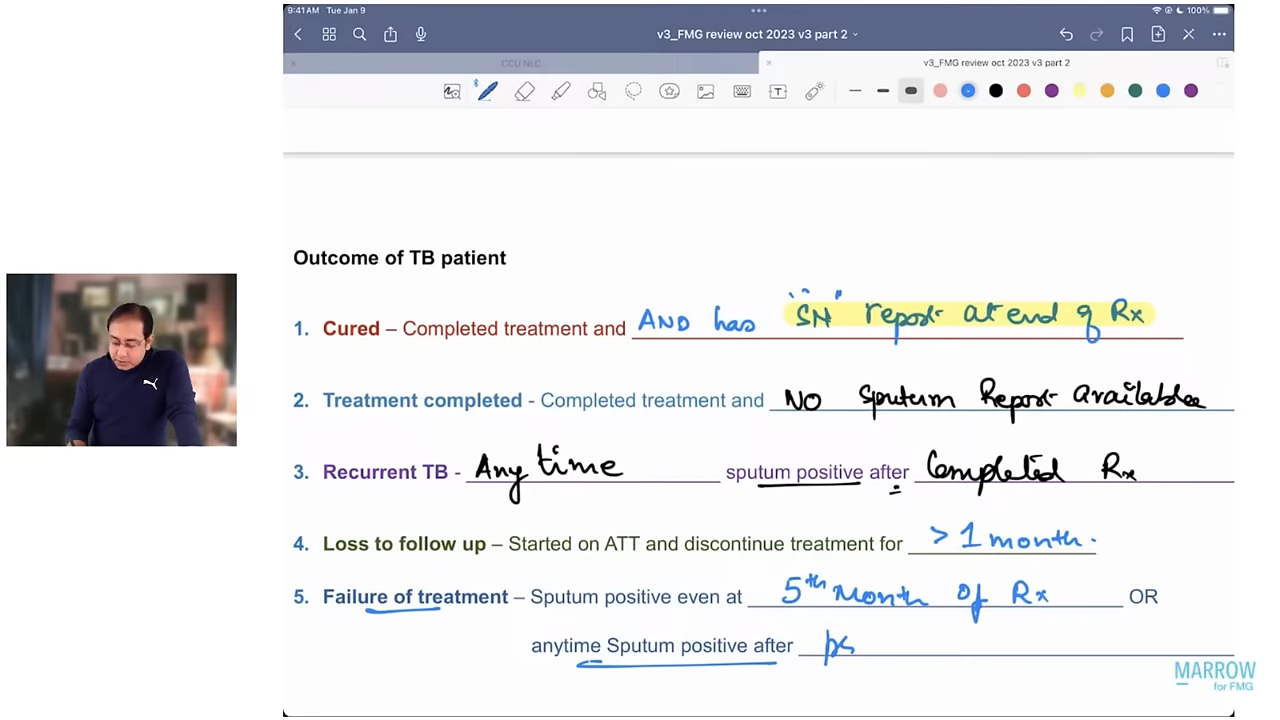 9:41AM Tue Jan 9
100%
v3_FMG review oct 2023 v3 part 2
CCU NLC...
v3_FMG review oct 2023 v3 part 2
Outcome of TB patient
1. Cured – Completed treatment and AND has "SN" report at end of Rx
2. Treatment completed - Completed treatment and NO Sputum Report Available
3. Recurrent TB - Any time sputum positive after Completed Rx
4. Loss to follow up – Started on ATT and discontinue treatment for > 1 month.
5. Failure of treatment – Sputum positive even at 5th Month of Rx OR
anytime Sputum positive after
MARROW
for FMG